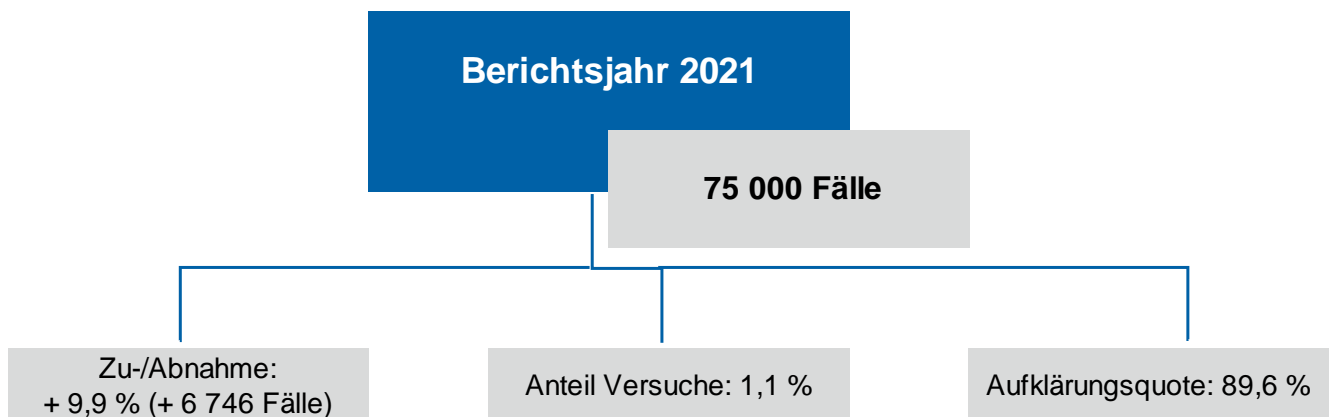 Berichtsjahr 2021
75 000 Fälle
Zu-/Abnahme:
+ 9,9 % (+ 6 746 Fälle)
Anteil Versuche: 1,1 %
Aufklärungsquote: 89,6 %